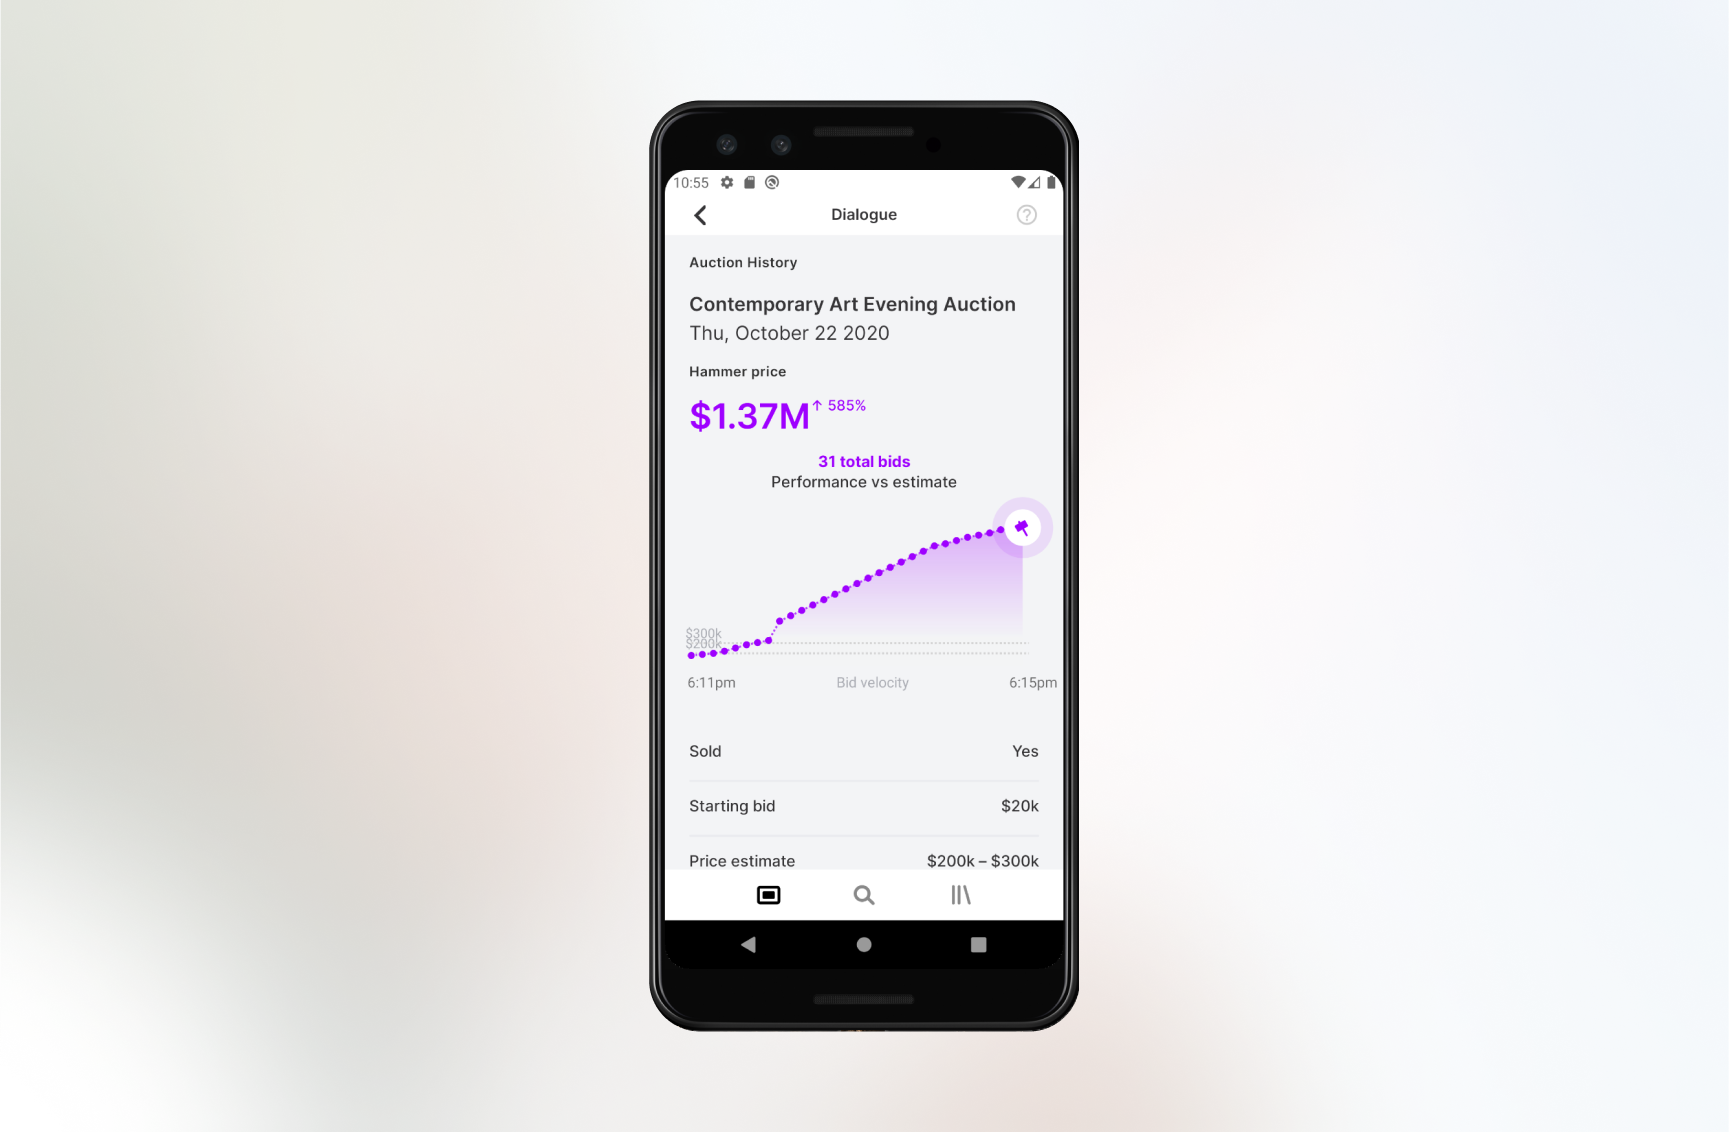 10:55
Dialogue
Auction History
Contemporary Art Evening Auction
Thu, October 22 2020
Hammer price
$1.37M ↑ 585%
31 total bids
Performance vs estimate
$300k
$200k
6:11pm Bid velocity 6:15pm
Sold Yes
Starting bid $20k
Price estimate $200k – $300k